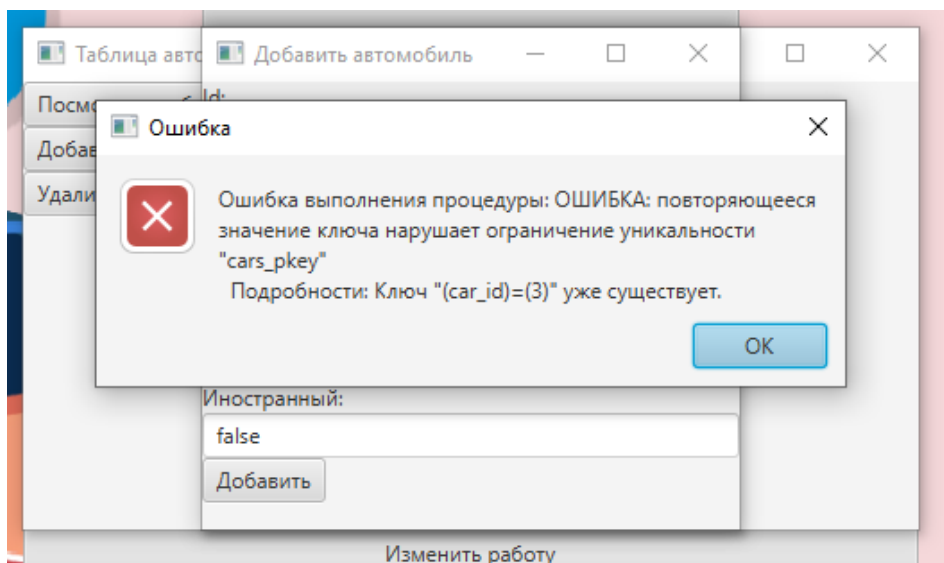 Таблица авто
Добавить автомобиль
Id:
Ошибка
Ошибка выполнения процедуры: ОШИБКА: повторяющееся
значение ключа нарушает ограничение уникальности
"cars_pkey"
Подробности: Ключ "(car_id)=(3)" уже существует.
OK
Посмо
Добав
Удали
Иностранный:
false
Добавить
Изменить работу